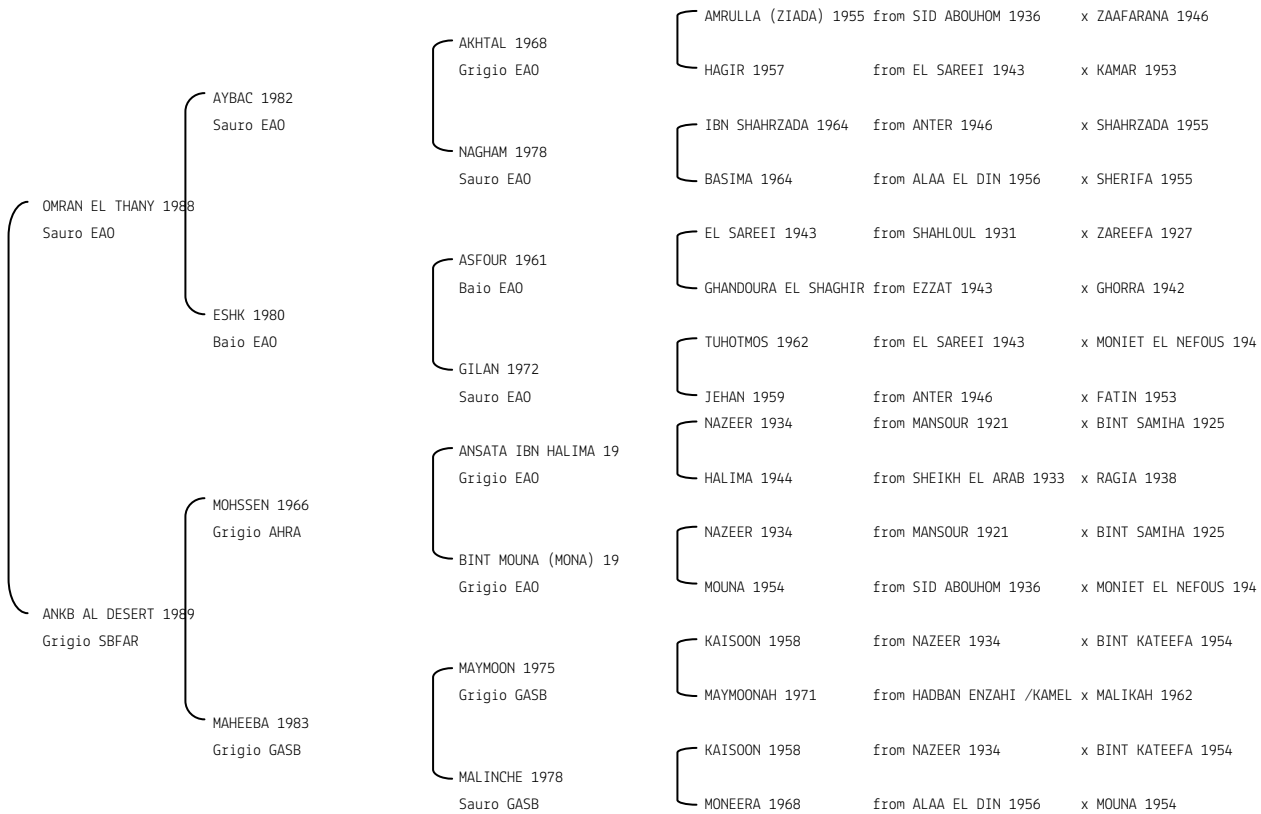 AMRULLA (ZIADA) 1955 from SID ABOUHOM 1936 x ZAAFARANA 1946
AKHTAL 1968
Grigio EAO
HAGIR 1957 from EL SAREEI 1943 x KAMAR 1953
AYBAC 1982
Sauro EAO
IBN SHAHRZADA 1964 from ANTER 1946 x SHAHRZADA 1955
NAGHAM 1978
Sauro EAO
BASIMA 1964 from ALAA EL DIN 1956 x SHERIFA 1955
OMRAN EL THANY 1988
Sauro EAO
EL SAREEI 1943 from SHAHLOUL 1931 x ZAREEFA 1927
ASFOUR 1961
Baio EAO
GHANDOURA EL SHAGHIR from EZZAT 1943 x GHORRA 1942
ESHK 1980
Baio EAO
TUHOTMOS 1962 from EL SAREEI 1943 x MONIET EL NEFOUS 194
GILAN 1972
Sauro EAO
JEHAN 1959 from ANTER 1946 x FATIN 1953
NAZEER 1934 from MANSOUR 1921 x BINT SAMIHA 1925
ANSATA IBN HALIMA 19
Grigio EAO
HALIMA 1944 from SHEIKH EL ARAB 1933 x RAGIA 1938
MOHSSEN 1966
Grigio AHRA
NAZEER 1934 from MANSOUR 1921 x BINT SAMIHA 1925
BINT MOUNA (MONA) 19
Grigio EAO
MOUNA 1954 from SID ABOUHOM 1936 x MONIET EL NEFOUS 194
ANKB AL DESERT 1989
Grigio SBFAR
KAISOON 1958 from NAZEER 1934 x BINT KATEEFA 1954
MAYMOON 1975
Grigio GASB
MAYMOONAH 1971 from HADBAN ENZAHI /KAMEL x MALIKAH 1962
MAHEEBA 1983
Grigio GASB
KAISOON 1958 from NAZEER 1934 x BINT KATEEFA 1954
MALINCHE 1978
Sauro GASB
MONEERA 1968 from ALAA EL DIN 1956 x MOUNA 1954